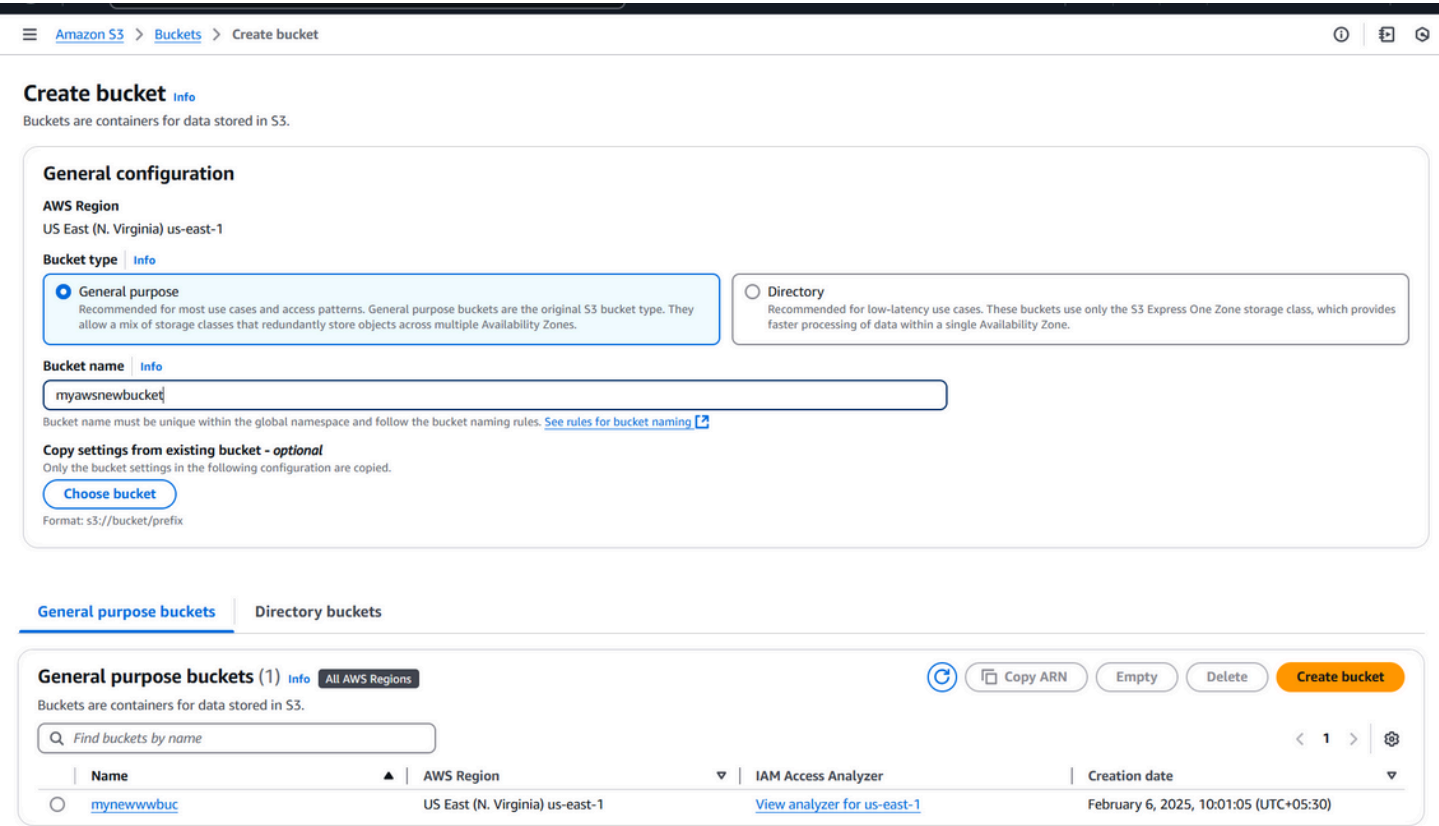 Amazon S3 > Buckets > Create bucket
Create bucket Info
Buckets are containers for data stored in S3.
General configuration
AWS Region
US East (N. Virginia) us-east-1
Bucket type Info
General purpose
Recommended for most use cases and access patterns. General purpose buckets are the original S3 bucket type. They
allow a mix of storage classes that redundantly store objects across multiple Availability Zones.
Directory
Recommended for low-latency use cases. These buckets use only the S3 Express One Zone storage class, which provides
faster processing of data within a single Availability Zone.
Bucket name Info
myawsnewbucket
Bucket name must be unique within the global namespace and follow the bucket naming rules. See rules for bucket naming
Copy settings from existing bucket - optional
Only the bucket settings in the following configuration are copied.
Choose bucket
Format: s3://bucket/prefix
General purpose buckets Directory buckets
General purpose buckets (1) Info All AWS Regions
Copy ARN Empty Delete Create bucket
Buckets are containers for data stored in S3.
Find buckets by name
< 1 >
Name AWS Region IAM Access Analyzer Creation date
mynewwwbuc US East (N. Virginia) us-east-1 View analyzer for us-east-1 February 6, 2025, 10:01:05 (UTC+05:30)